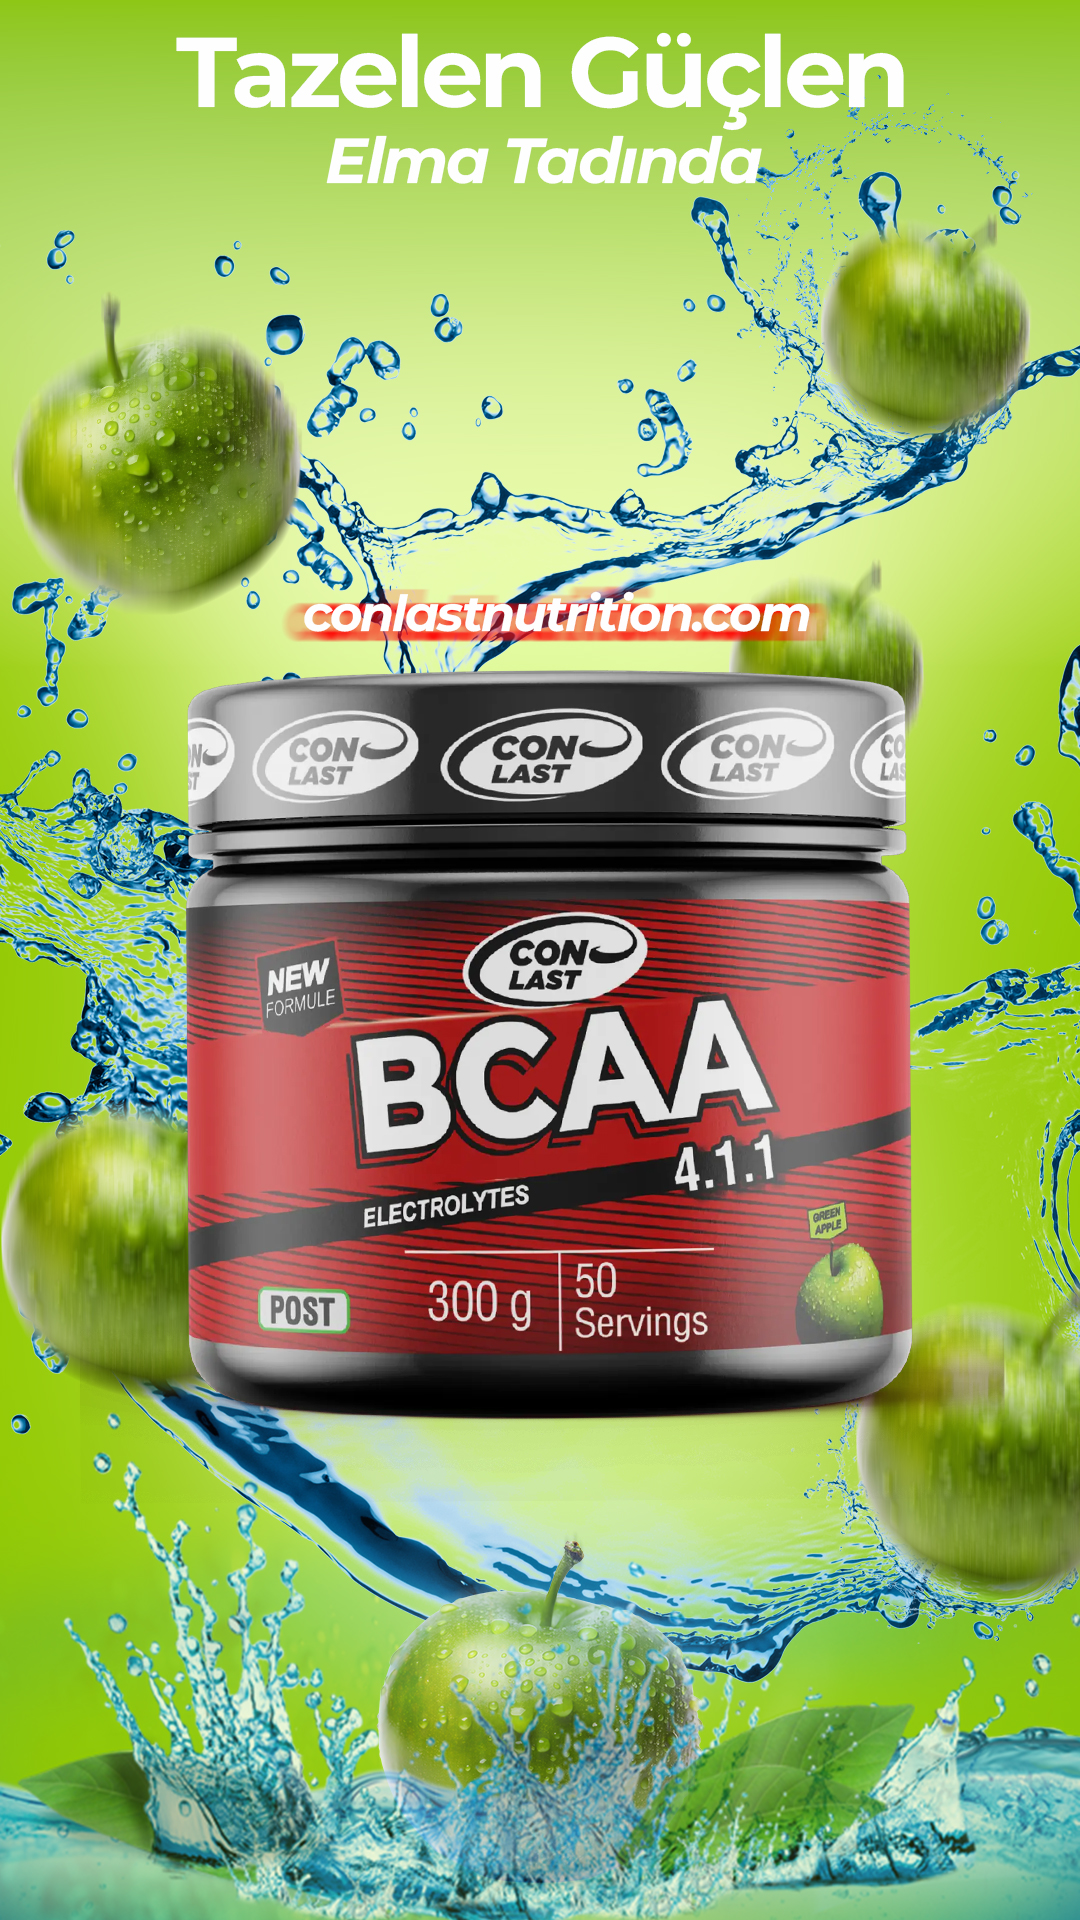 Tazelen Güçlen
Elma Tadında
conlastnutrition.com
CON LAST
CON LAST
CON LAST
CON LAST
NEW
FORMULE
BCAA
4.1.1
ELECTROLYTES
GREEN
APPLE
POST
300 g
50
Servings